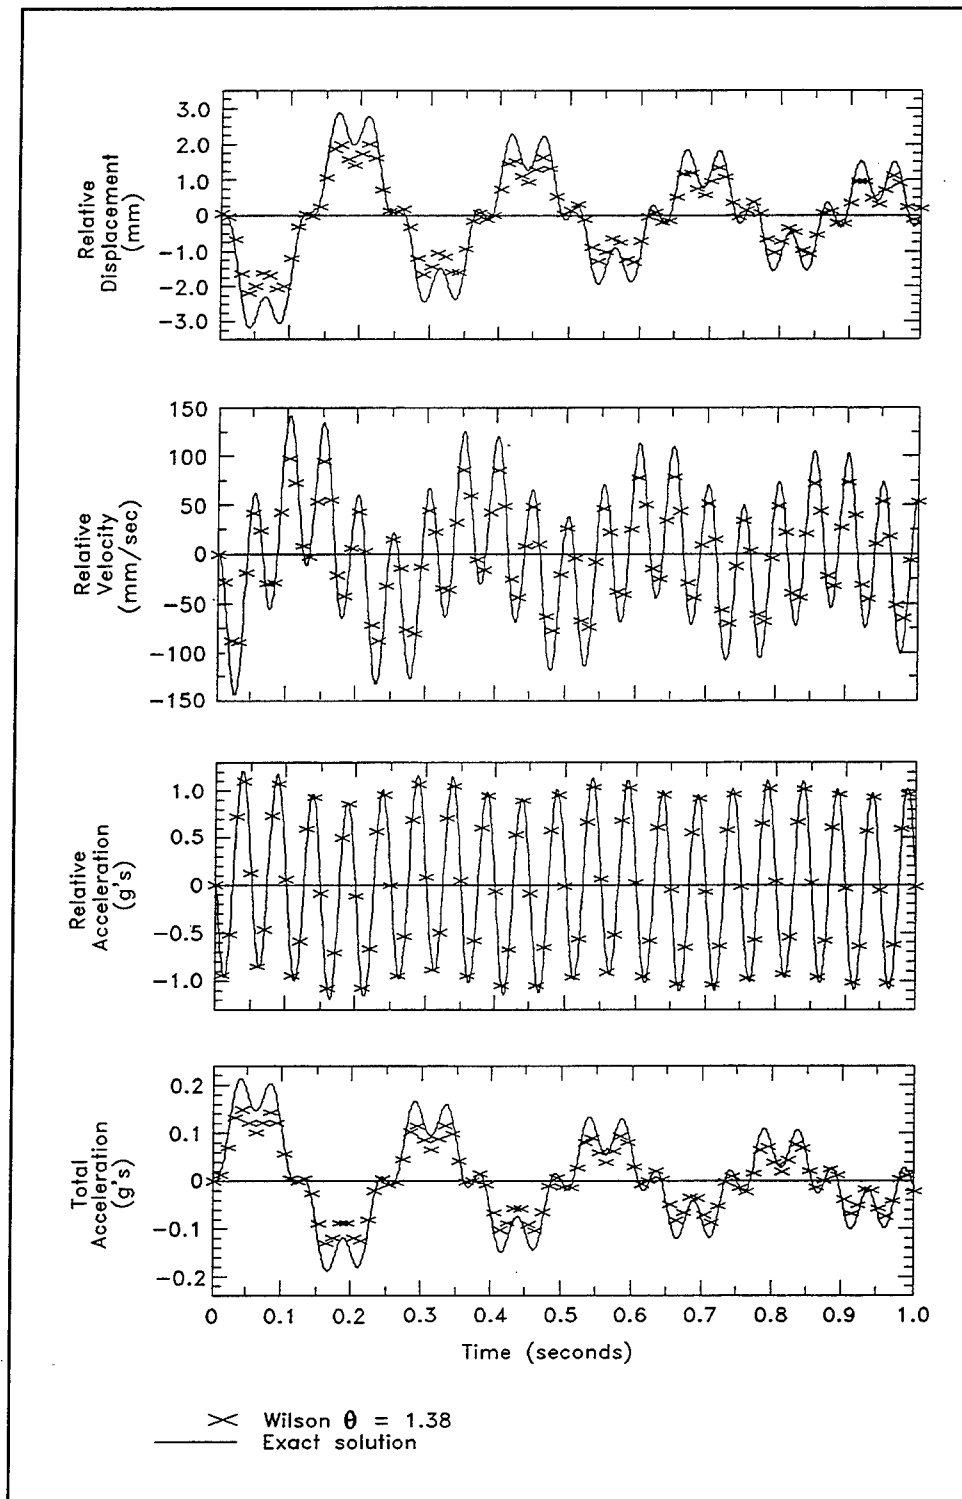 3.0
2.0
1.0
0
-1.0
-2.0
-3.0
Relative
Displacement
(mm)
150
100
50
0
-50
-100
-150
Relative
Velocity
(mm/sec)
1.0
0.5
0
-0.5
-1.0
Relative
Acceleration
(g's)
0.2
0.1
0
-0.1
-0.2
Total
Acceleration
(g's)
0 0.1 0.2 0.3 0.4 0.5 0.6 0.7 0.8 0.9 1.0
Time (seconds)
Wilson θ = 1.38
Exact solution